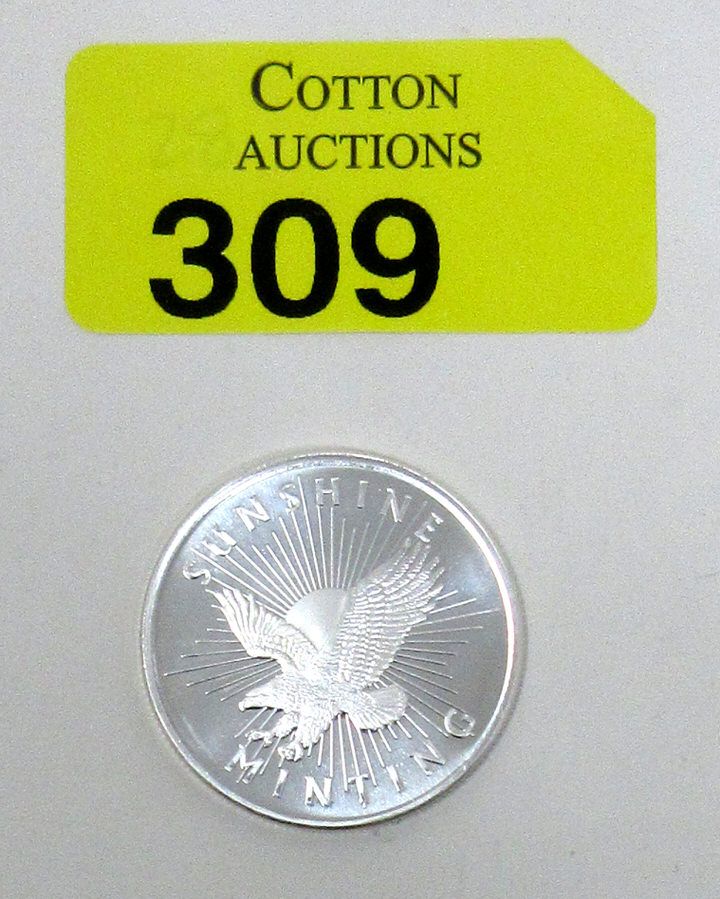 COTTON
AUCTIONS
309
SUNSHINE
MINTING